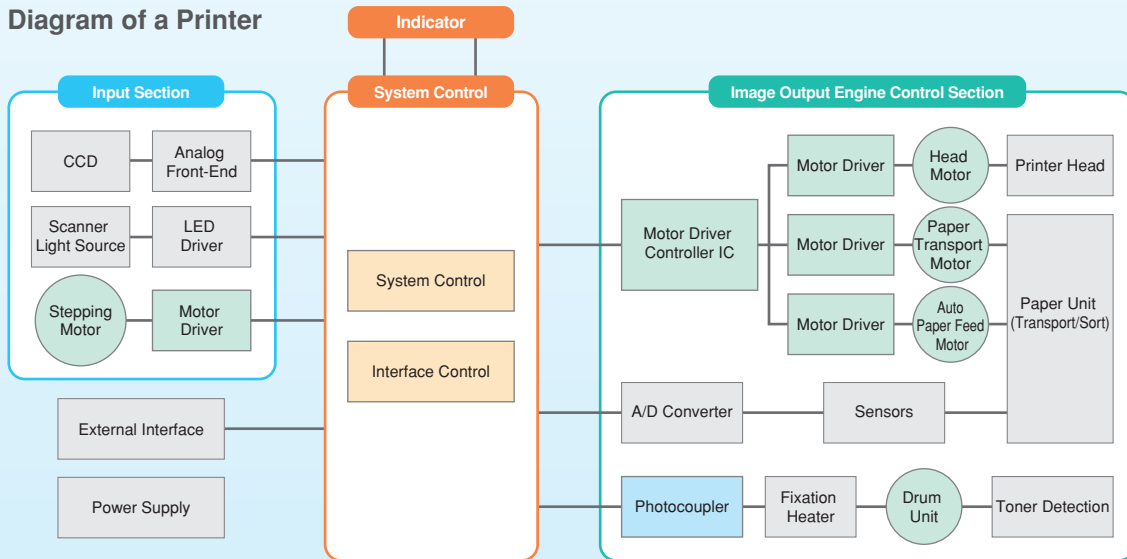 Diagram of a Printer
Indicator
Input Section
System Control
Image Output Engine Control Section
CCD
Analog
Front-End
Scanner
Light Source
LED
Driver
Stepping
Motor
Motor
Driver
External Interface
Power Supply
System Control
Interface Control
Motor Driver
Controller IC
Motor Driver
Head
Motor
Printer Head
Motor Driver
Paper
Transport
Motor
Motor Driver
Auto
Paper Feed
Motor
Paper Unit
(Transport/Sort)
A/D Converter
Sensors
Photocoupler
Fixation
Heater
Drum
Unit
Toner Detection